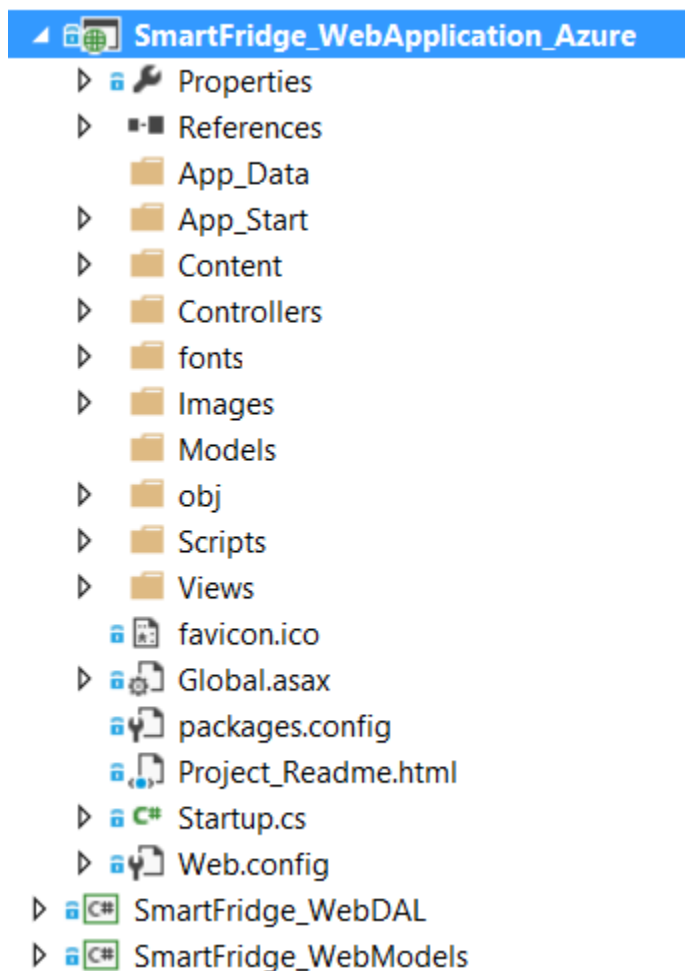 SmartFridge_WebApplication_Azure
Properties
References
App_Data
App_Start
Content
Controllers
fonts
Images
Models
obj
Scripts
Views
favicon.ico
Global.asax
packages.config
Project_Readme.html
C# Startup.cs
Web.config
C# SmartFridge_WebDAL
C# SmartFridge_WebModels